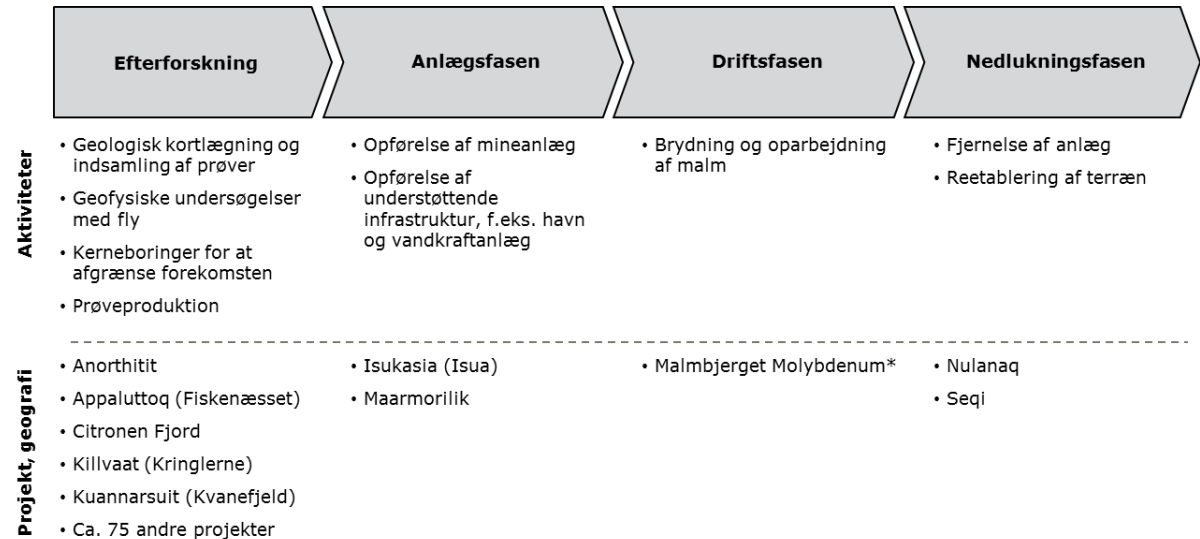 Efterforskning
Anlægsfasen
Driftsfasen
Nedlukningsfasen
Aktiviteter
• Geologisk kortlægning og
indsamling af prøver
• Geofysiske undersøgelser
med fly
• Kerneboringer for at
afgrænse forekomsten
• Prøveproduktion
• Opførelse af mineanlæg
• Opførelse af
understøttende
infrastruktur, f.eks. havn
og vandkraftanlæg
• Brydning og oparbejdning
af malm
• Fjernelse af anlæg
• Reetablering af terræn
Projekt, geografi
• Anorthitit
• Appaluttoq (Fiskenæsset)
• Citronen Fjord
• Killvaat (Kringlerne)
• Kuannarsuit (Kvanefjeld)
• Ca. 75 andre projekter
• Isukasia (Isua)
• Maarmorilik
• Malmbjerget Molybdenum*
• Nulanaq
• Seqi